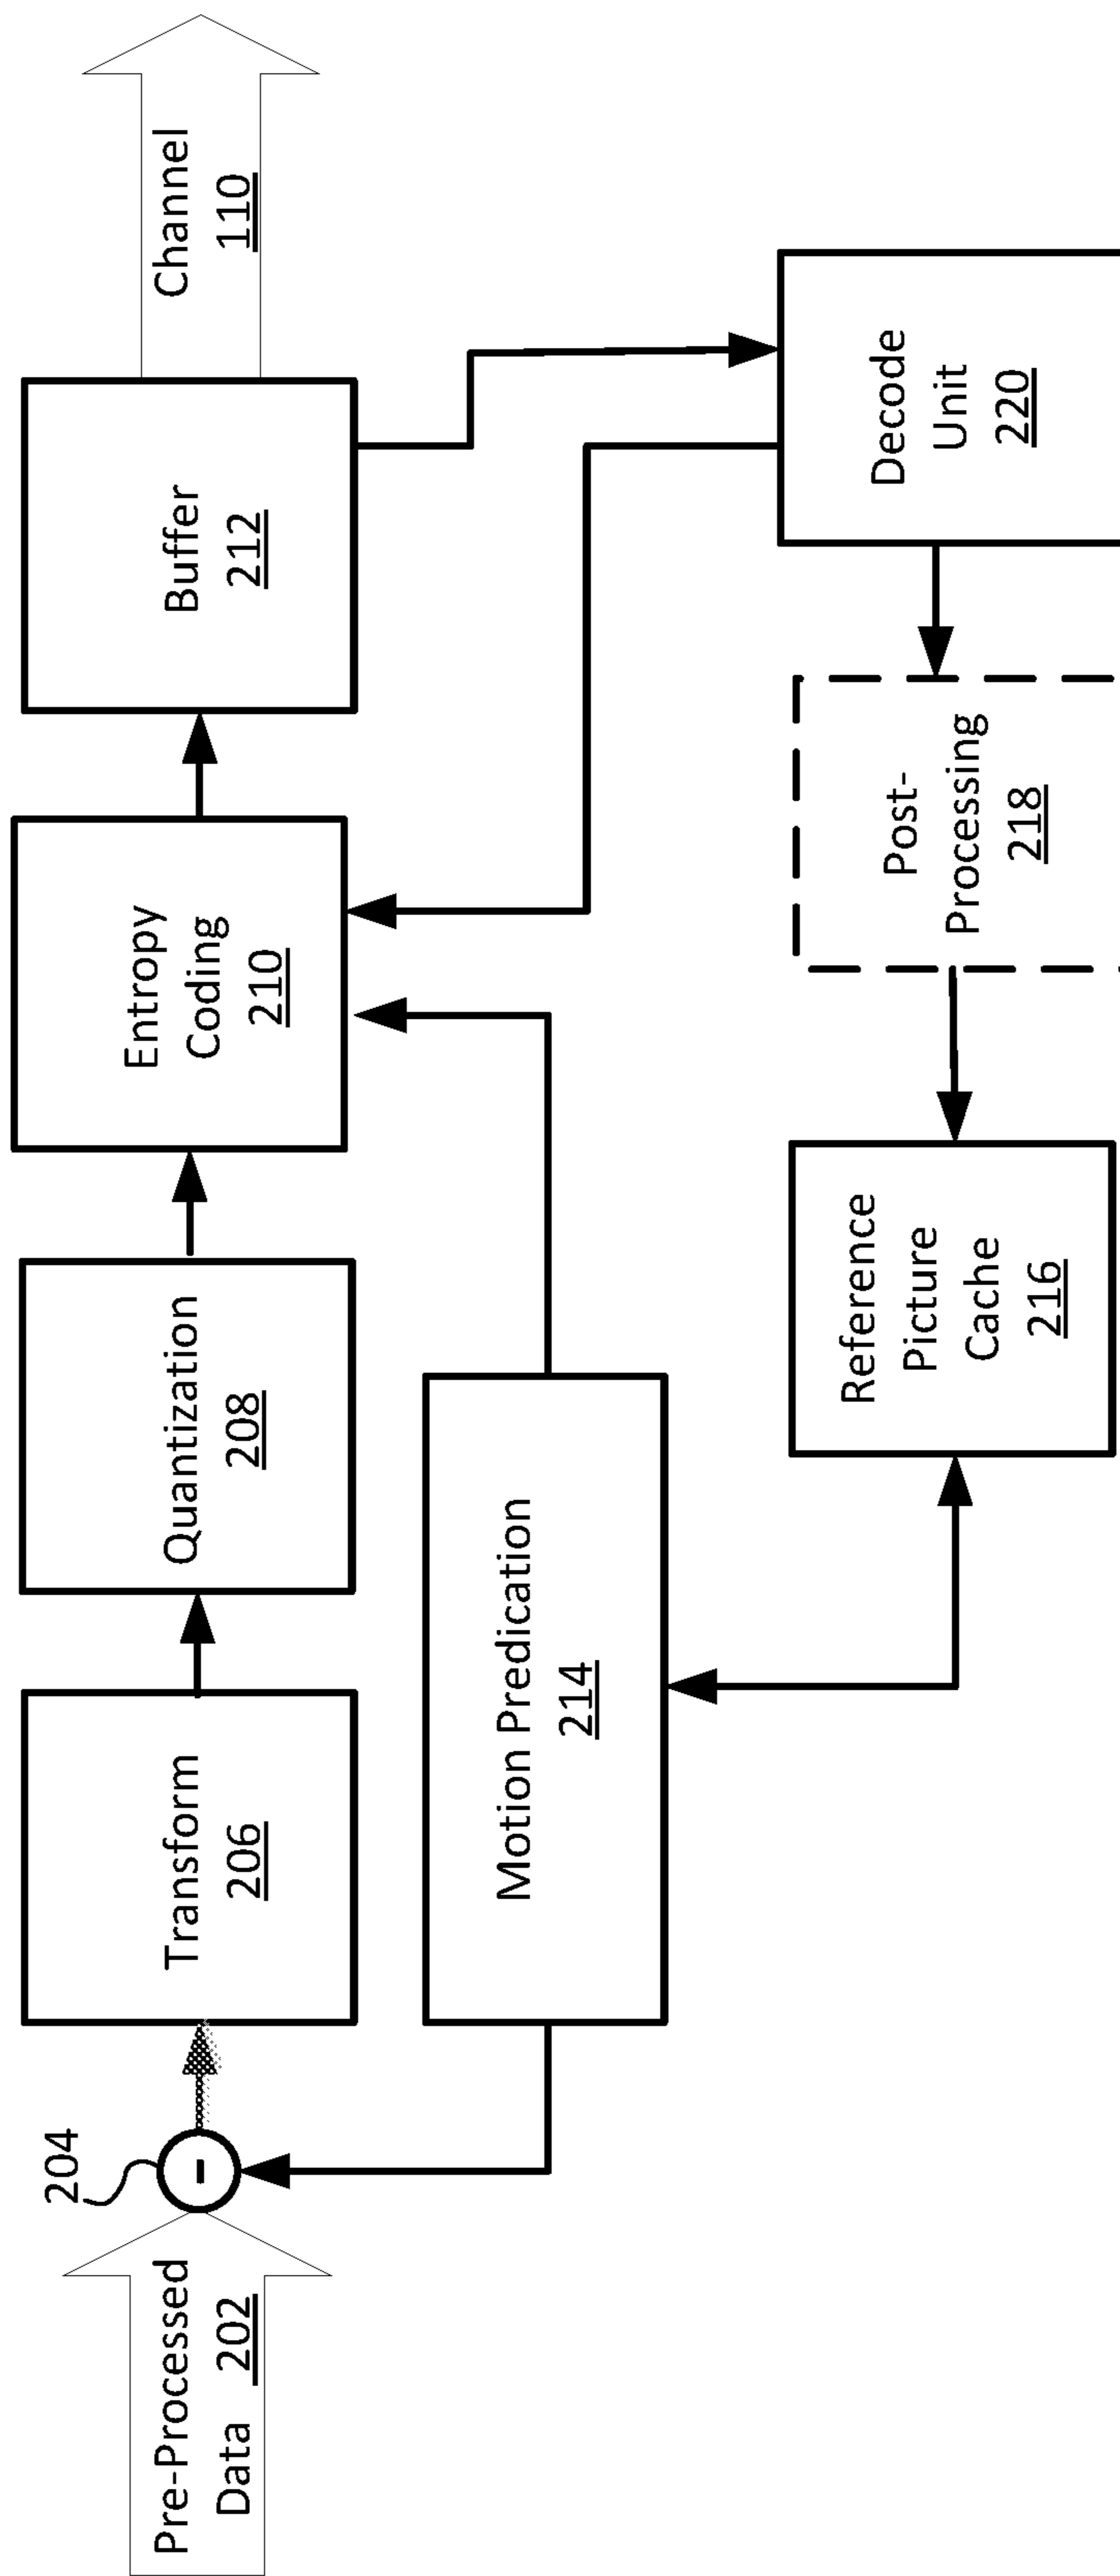 Pre-Processed
Data 202
204
Transform
206
Quantization
208
Entropy
Coding
210
Buffer
212
Channel
110
Motion Predication
214
Reference
Picture
Cache
216
Post-
Processing
218
Decode
Unit
220